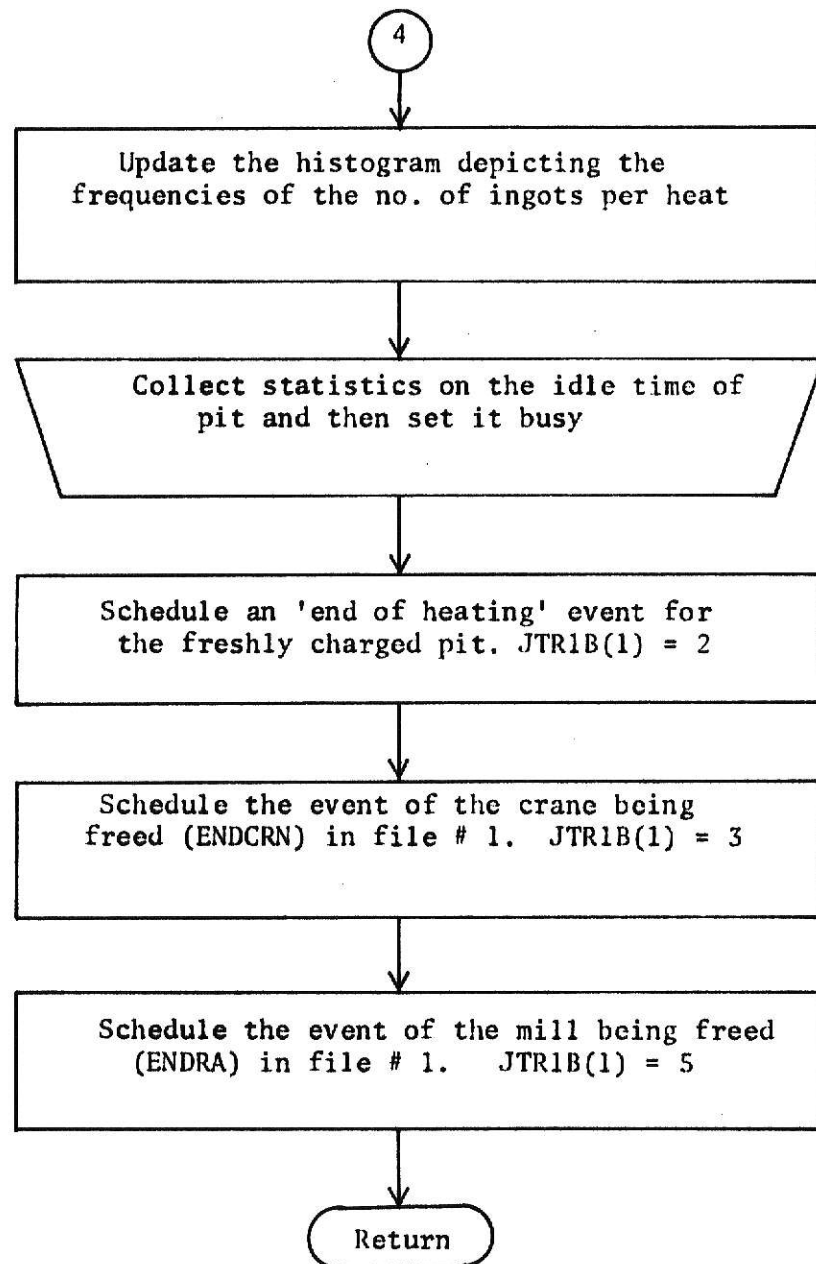 4
Update the histogram depicting the
frequencies of the no. of ingots per heat
Collect statistics on the idle time of
pit and then set it busy
Schedule an 'end of heating' event for
the freshly charged pit. JTR1B(1) = 2
Schedule the event of the crane being
freed (ENDCRN) in file # 1. JTR1B(1) = 3
Schedule the event of the mill being freed
(ENDRA) in file # 1. JTR1B(1) = 5
Return